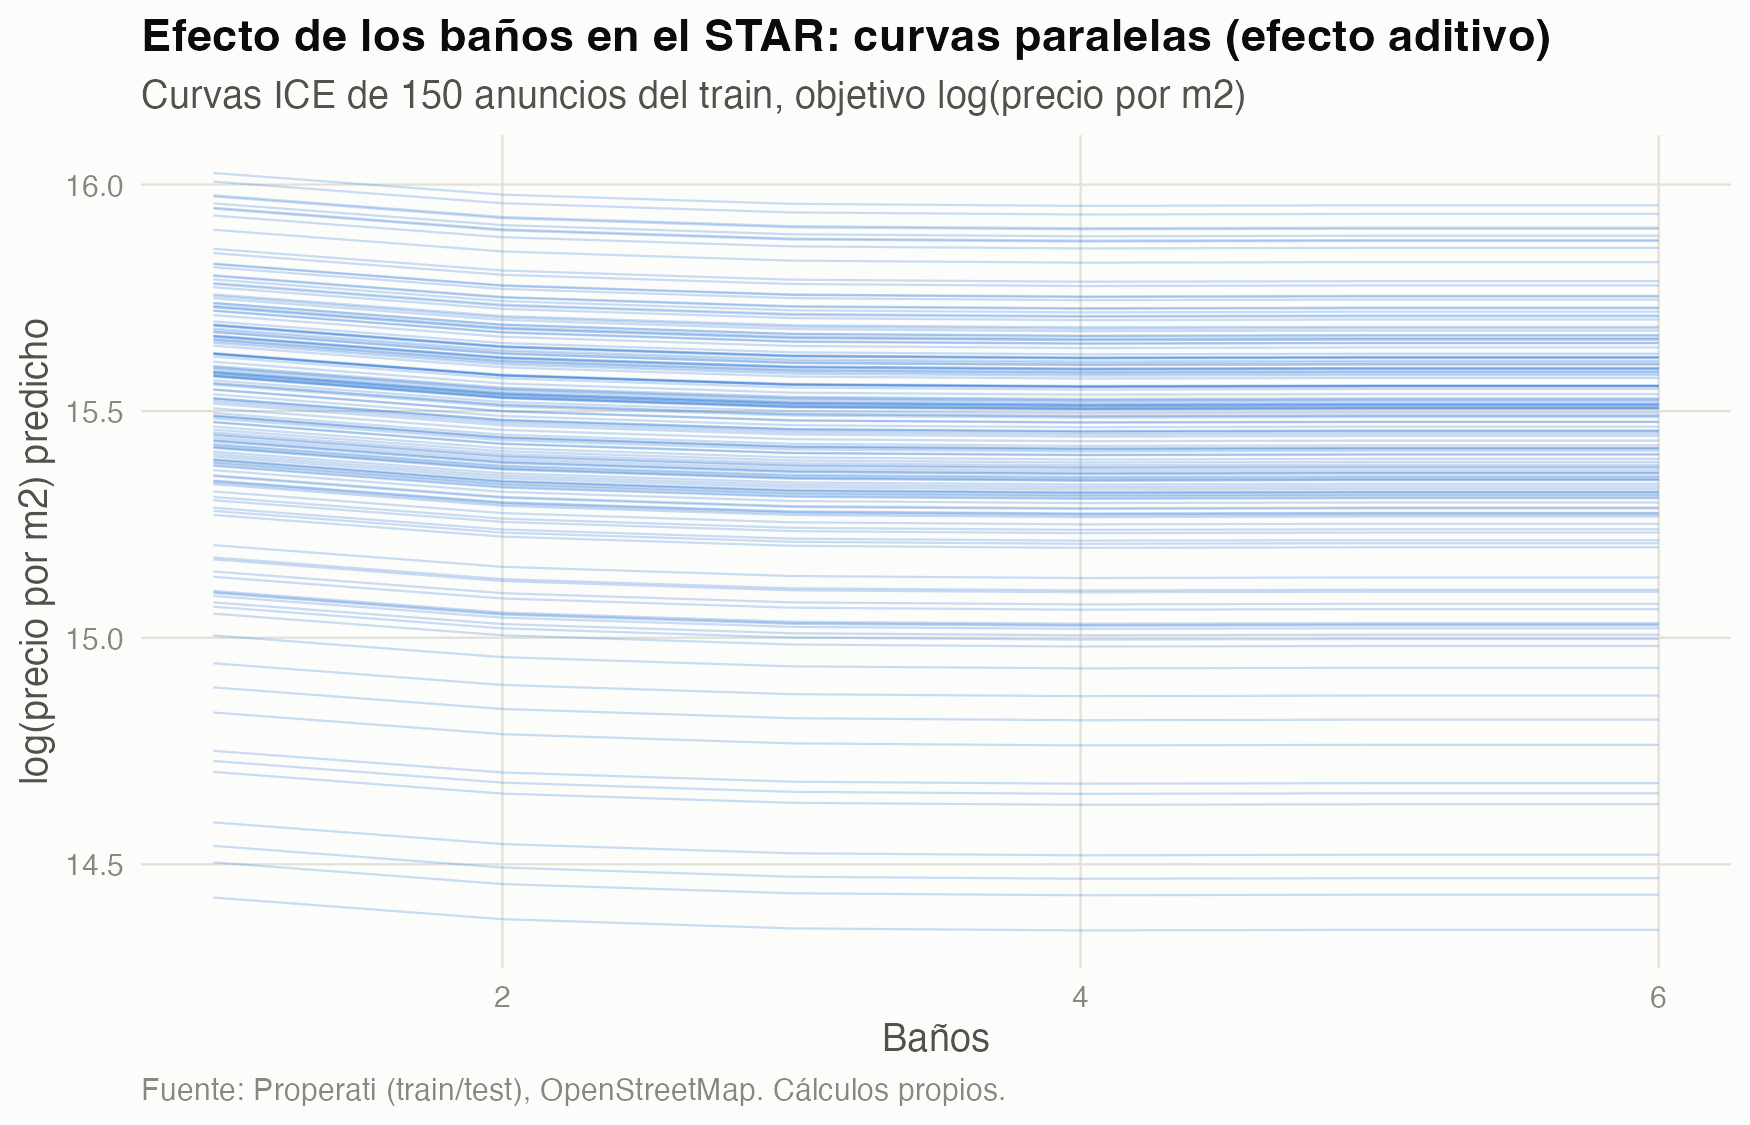 Efecto de los baños en el STAR: curvas paralelas (efecto aditivo)
Curvas ICE de 150 anuncios del train, objetivo log(precio por m2)
log(precio por m2) predicho
16.0
15.5
15.0
14.5
2 4 6
Baños
Fuente: Properati (train/test), OpenStreetMap. Cálculos propios.